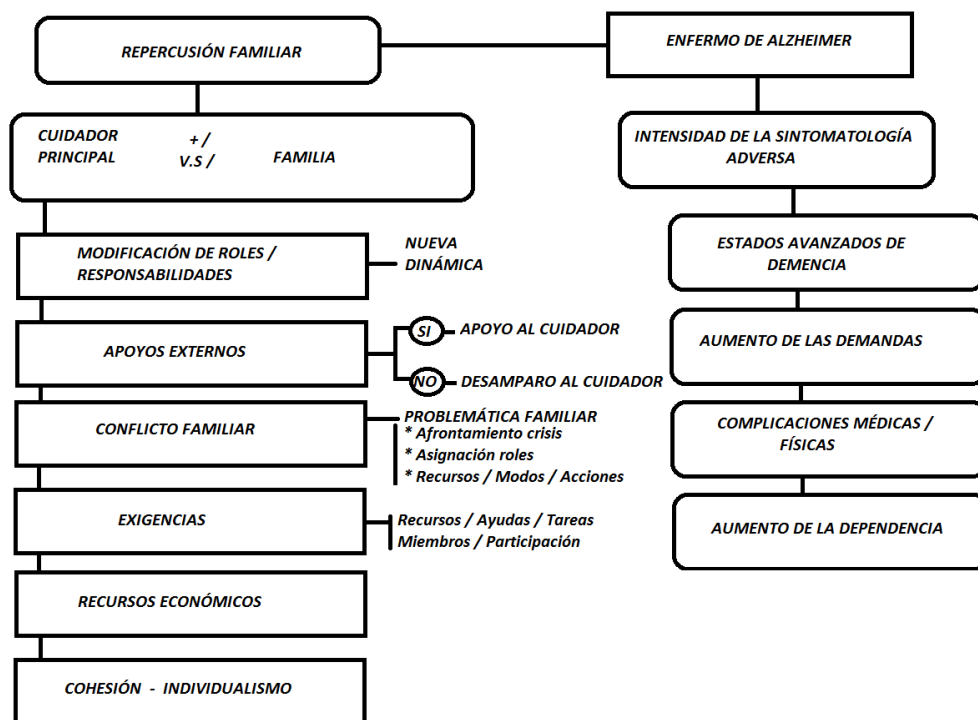 REPERCUSIÓN FAMILIAR
ENFERMO DE ALZHEIMER
CUIDADOR + /
PRINCIPAL V.S / FAMILIA
INTENSIDAD DE LA SINTOMATOLOGÍA
ADVERSA
MODIFICACIÓN DE ROLES /
RESPONSABILIDADES
NUEVA
DINÁMICA
ESTADOS AVANZADOS DE
DEMENCIA
APOYOS EXTERNOS
SI APOYO AL CUIDADOR
NO DESAMPARO AL CUIDADOR
AUMENTO DE LAS DEMANDAS
CONFLICTO FAMILIAR
PROBLEMÁTICA FAMILIAR
* Afrontamiento crisis
* Asignación roles
* Recursos / Modos / Acciones
COMPLICACIONES MÉDICAS /
FÍSICAS
EXIGENCIAS
Recursos / Ayudas / Tareas
Miembros / Participación
AUMENTO DE LA DEPENDENCIA
RECURSOS ECONÓMICOS
COHESIÓN - INDIVIDUALISMO